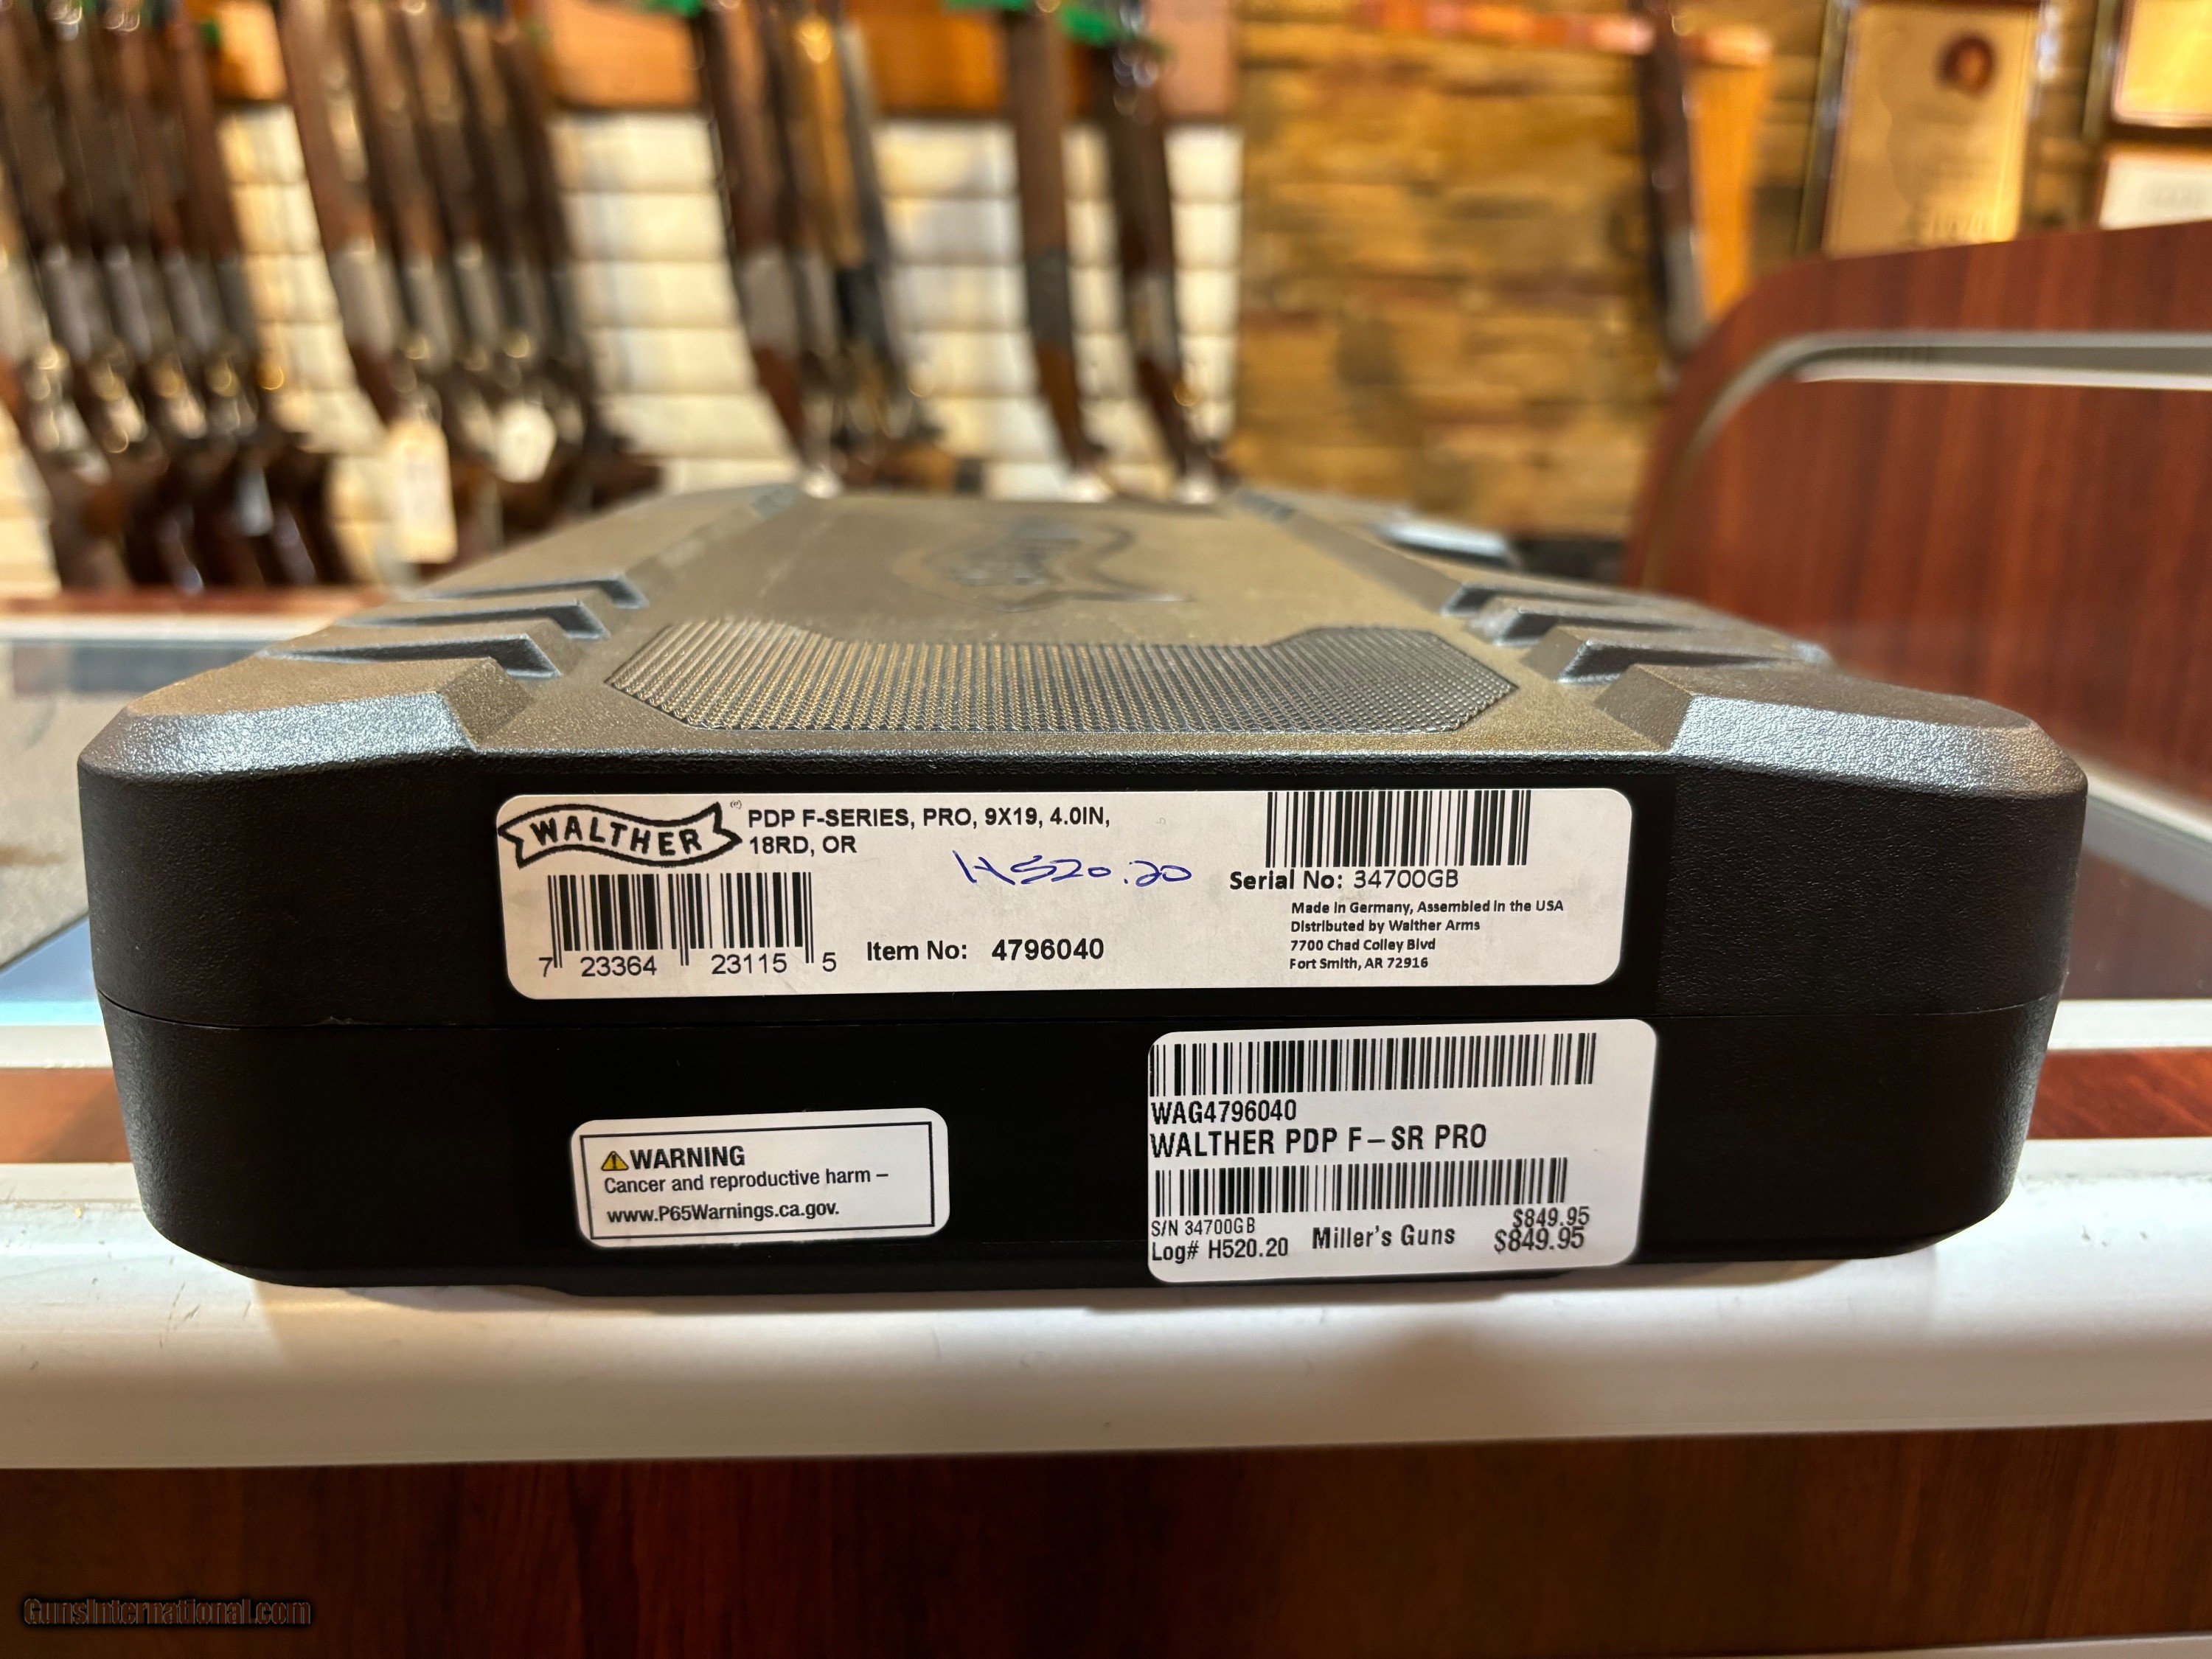 WALTHER
PDP F-SERIES, PRO, 9X19, 4.0IN,
18RD, OR
H520.20
7 23364 23115 5
Item No: 4796040
Serial No: 34700GB
Made in Germany, Assembled in the USA
Distributed by Walther Arms
7700 Chad Colley Blvd
Fort Smith, AR 72916
WARNING
Cancer and reproductive harm –
www.P65Warnings.ca.gov.
WAG4796040
WALTHER PDP F-SR PRO
S/N 34700GB
$849.95
Log# H520.20 Miller's Guns $849.95
GunsInternational.com